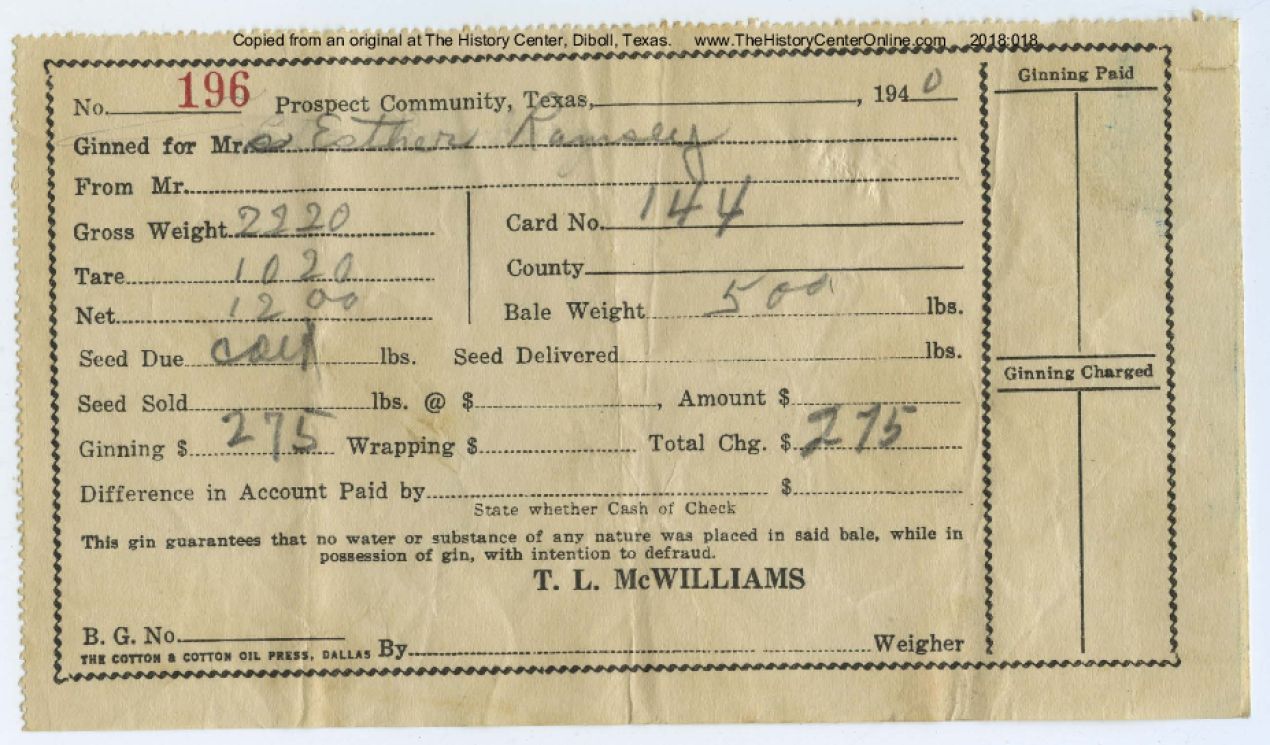 Copied from an original at The History Center, Diboll, Texas. www.TheHistoryCenterOnline.com 2018:018
No. 196 Prospect Community, Texas, , 1940
Ginned for Mrs Esther Ramsey
From Mr.
Gross Weight 2220
Card No. 144
Tare 1020
County
Net 1200
Bale Weight 500 lbs.
Seed Due lbs. Seed Delivered lbs.
Seed Sold lbs. @ $ , Amount $
Ginning $ 275 Wrapping $ Total Chg. $ 275
Difference in Account Paid by $
State whether Cash of Check
This gin guarantees that no water or substance of any nature was placed in said bale, while in
possession of gin, with intention to defraud.
T. L. McWILLIAMS
B. G. No.
THE COTTON & COTTON OIL PRESS, DALLAS By Weigher
Ginning Paid
Ginning Charged